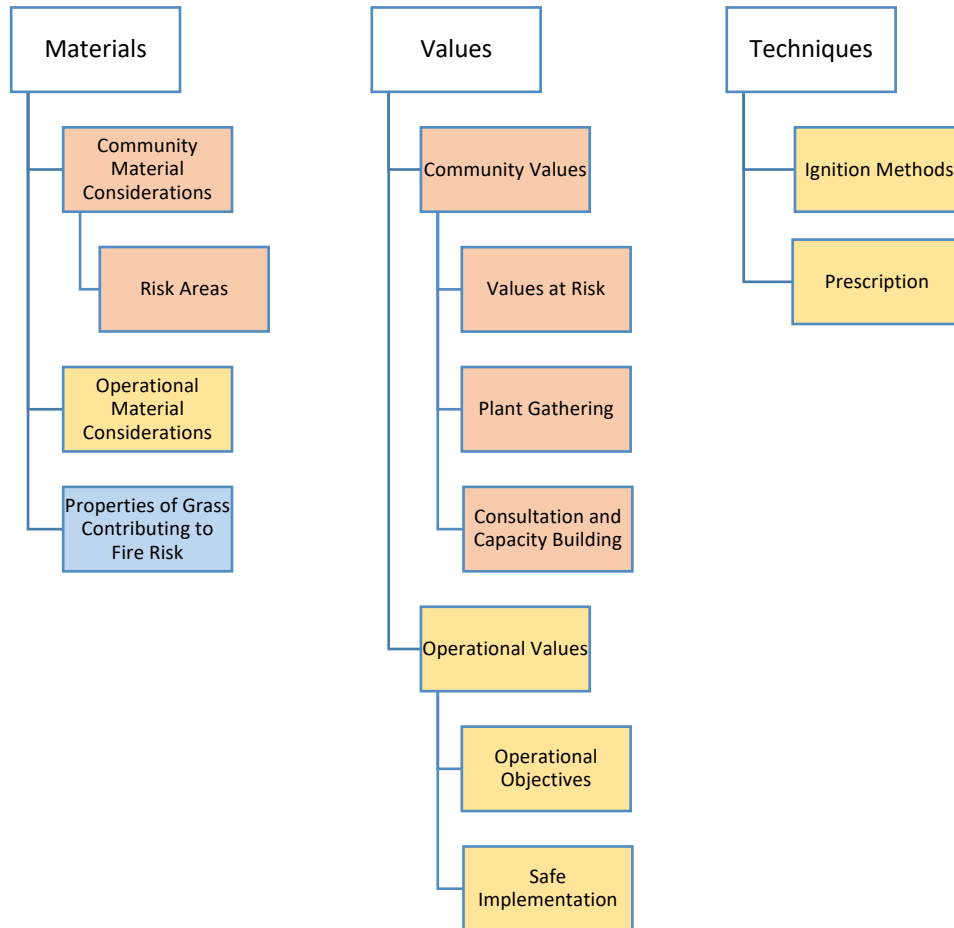 Materials
Community
Material
Considerations
Risk Areas
Operational
Material
Considerations
Properties of Grass
Contributing to
Fire Risk
Values
Community Values
Values at Risk
Plant Gathering
Consultation and
Capacity Building
Operational Values
Operational
Objectives
Safe
Implementation
Techniques
Ignition Methods
Prescription